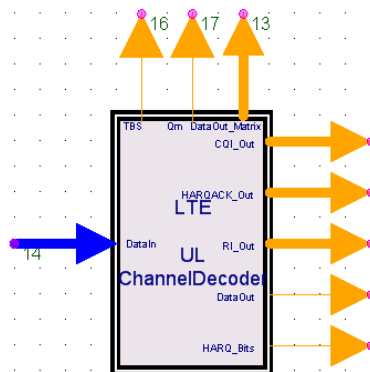 16 17 13
TBS Qm DataOut_Matrix
CQI_Out
HARQACK_Out
LTE
DataIn RI_Out
14
UL
ChannelDecoder
DataOut
HARQ_Bits